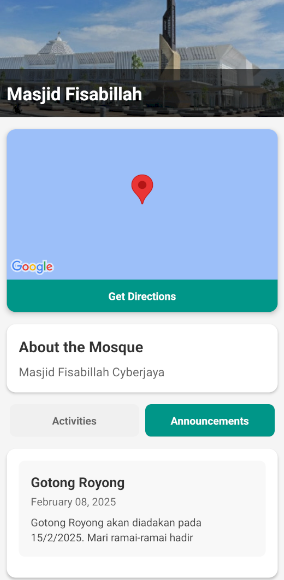 Masjid Fisabillah
Google
Get Directions
About the Mosque
Masjid Fisabillah Cyberjaya
Activities
Announcements
Gotong Royong
February 08, 2025
Gotong Royong akan diadakan pada
15/2/2025. Mari ramai-ramai hadir